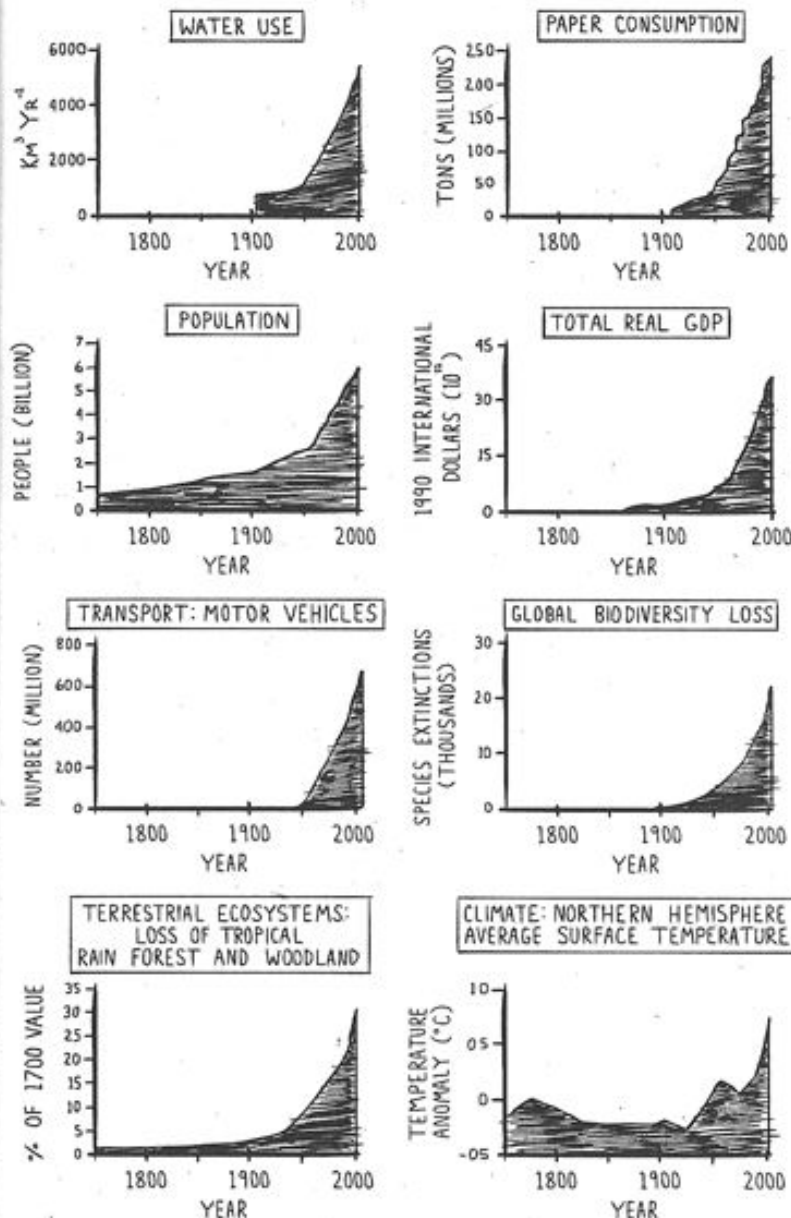 WATER USE
KM³ YR⁻¹
6000
4000
2000
0
1800 1900 2000
YEAR
PAPER CONSUMPTION
TONS (MILLIONS)
250
200
150
100
50
0
1800 1900 2000
YEAR
POPULATION
PEOPLE (BILLION)
7
6
5
4
3
2
1
0
1800 1900 2000
YEAR
TOTAL REAL GDP
1990 INTERNATIONAL
DOLLARS
45
30
15
0
1800 1900 2000
YEAR
TRANSPORT: MOTOR VEHICLES
NUMBER (MILLION)
800
600
400
200
0
1800 1900 2000
YEAR
GLOBAL BIODIVERSITY LOSS
SPECIES EXTINCTIONS
(THOUSANDS)
30
20
10
0
1800 1900 2000
YEAR
TERRESTRIAL ECOSYSTEMS:
LOSS OF TROPICAL
RAIN FOREST AND WOODLAND
% OF 1700 VALUE
35
30
25
20
15
10
5
0
1800 1900 2000
YEAR
CLIMATE: NORTHERN HEMISPHERE
AVERAGE SURFACE TEMPERATURE
TEMPERATURE
ANOMALY (°C)
10
05
0
-05
1800 1900 2000
YEAR